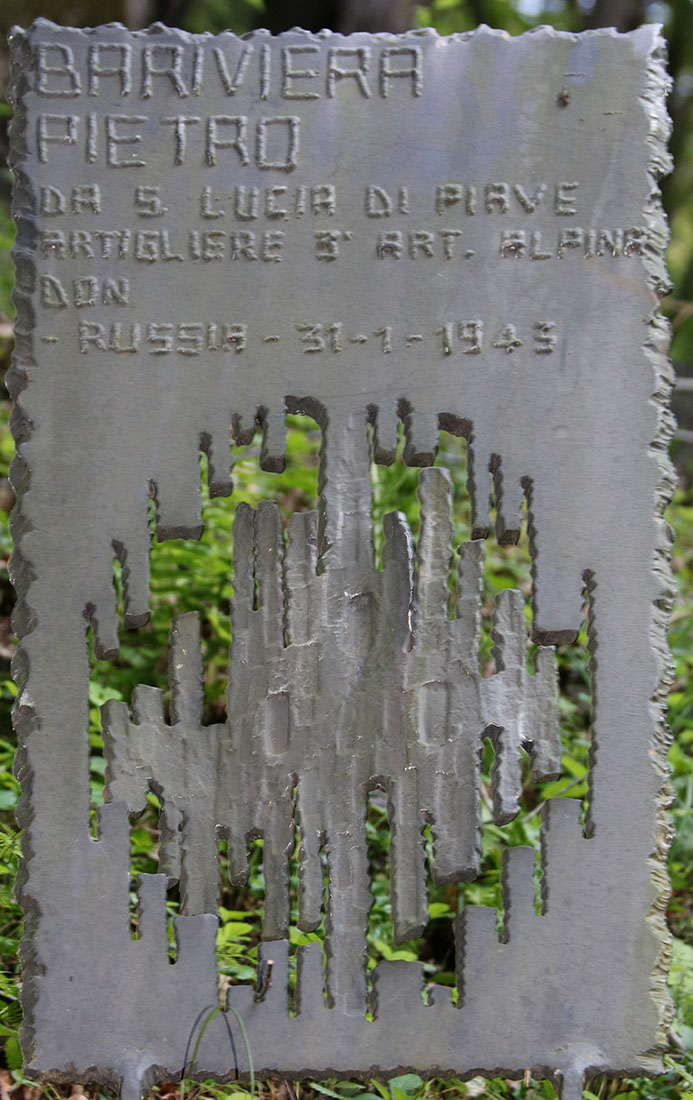 BARIVIERA
PIETRO
DA S. LUCIA DI PIAVE
ARTIGLIERE 3° ART. ALPINA
DON
- RUSSIA - 31-1-1943